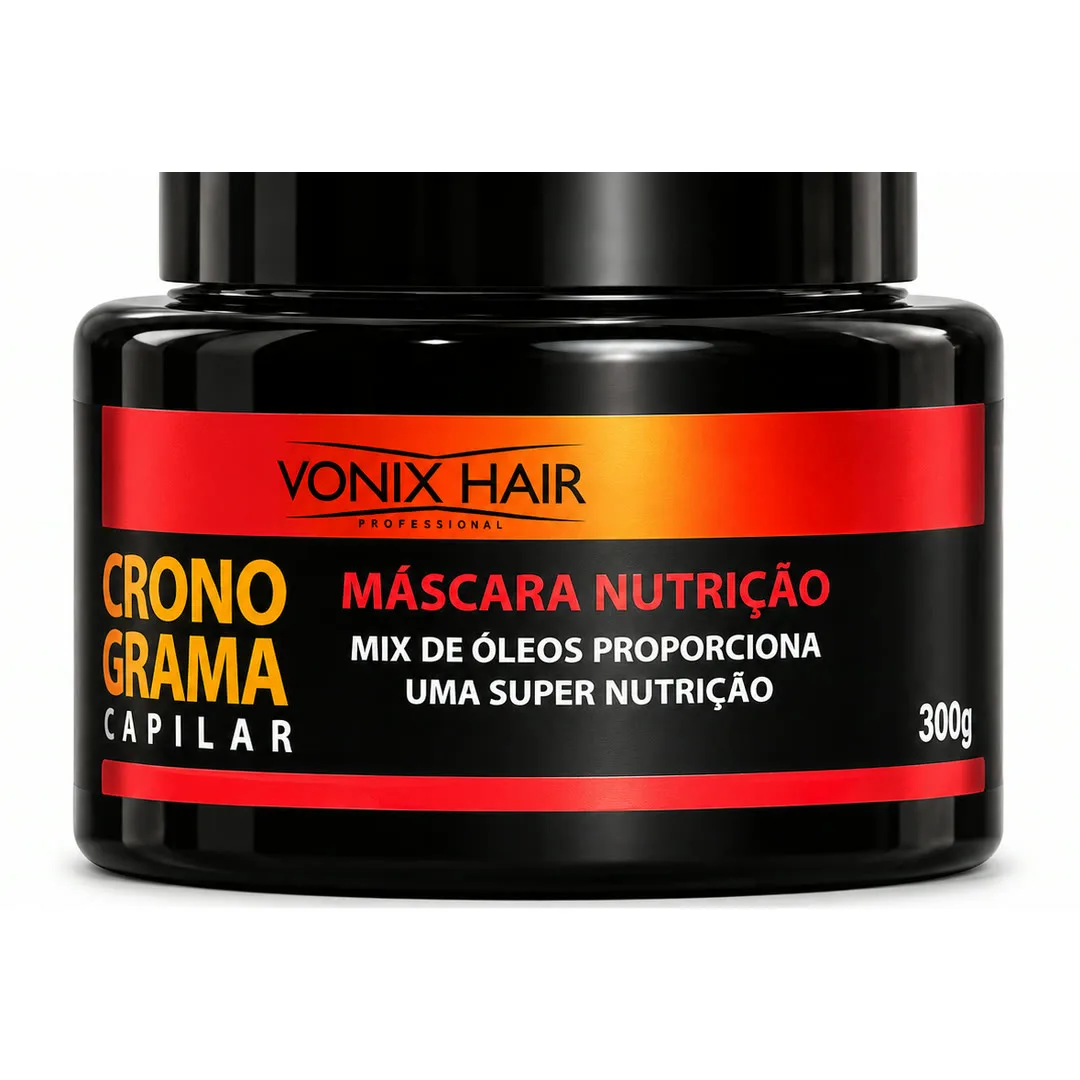 VONIX HAIR
PROFESSIONAL
CRONO
GRAMA
CAPILAR
MÁSCARA NUTRIÇÃO
MIX DE ÓLEOS PROPORCIONA
UMA SUPER NUTRIÇÃO
300g